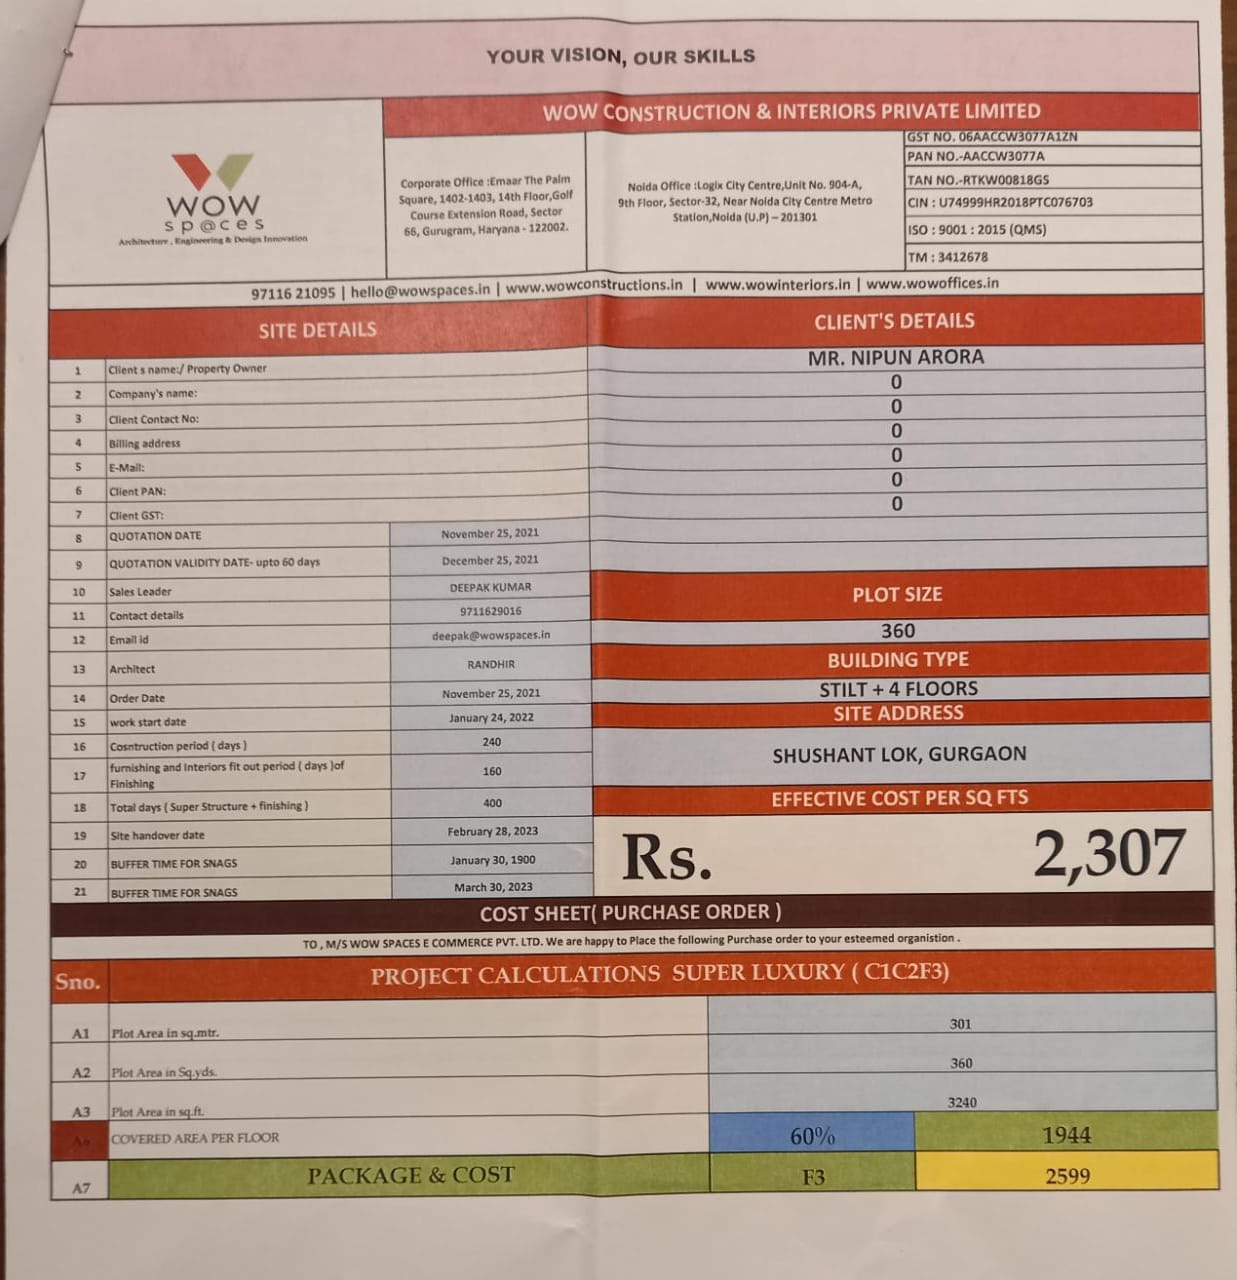 YOUR VISION, OUR SKILLS
WOW CONSTRUCTION & INTERIORS PRIVATE LIMITED
WOW
sp@ces
Architecture , Engineering & Design Innovation
Corporate Office :Emaar The Palm
Square, 1402-1403, 14th Floor,Golf
Course Extension Road, Sector
66, Gurugram, Haryana - 122002.
Noida Office :Logix City Centre,Unit No. 904-A,
9th Floor, Sector-32, Near Noida City Centre Metro
Station,Noida (U.P) – 201301
GST NO. 06AACCW3077A1ZN
PAN NO.-AACCW3077A
TAN NO.-RTKW00818GS
CIN : U74999HR2018PTC076703
ISO : 9001 : 2015 (QMS)
TM : 3412678
97116 21095 | hello@wowspaces.in | www.wowconstructions.in | www.wowinteriors.in | www.wowoffices.in
SITE DETAILS
CLIENT'S DETAILS
1 Client s name:/ Property Owner MR. NIPUN ARORA
2 Company's name: 0
3 Client Contact No: 0
4 Billing address 0
5 E-Mail: 0
6 Client PAN: 0
7 Client GST: 0
8 QUOTATION DATE November 25, 2021
9 QUOTATION VALIDITY DATE- upto 60 days December 25, 2021
10 Sales Leader DEEPAK KUMAR
11 Contact details 9711629016
12 Email id deepak@wowspaces.in
13 Architect RANDHIR
14 Order Date November 25, 2021
15 work start date January 24, 2022
16 Cosntruction period ( days ) 240
17 furnishing and Interiors fit out period ( days )of
Finishing 160
18 Total days ( Super Structure + finishing ) 400
19 Site handover date February 28, 2023
20 BUFFER TIME FOR SNAGS January 30, 1900
21 BUFFER TIME FOR SNAGS March 30, 2023
PLOT SIZE
360
BUILDING TYPE
STILT + 4 FLOORS
SITE ADDRESS
SHUSHANT LOK, GURGAON
EFFECTIVE COST PER SQ FTS
Rs. 2,307
COST SHEET( PURCHASE ORDER )
TO , M/S WOW SPACES E COMMERCE PVT. LTD. We are happy to Place the following Purchase order to your esteemed organistion .
Sno. PROJECT CALCULATIONS SUPER LUXURY ( C1C2F3)
A1 Plot Area in sq.mtr. 301
A2 Plot Area in Sq.yds. 360
A3 Plot Area in sq.ft. 3240
A6 COVERED AREA PER FLOOR 60% 1944
A7 PACKAGE & COST F3 2599